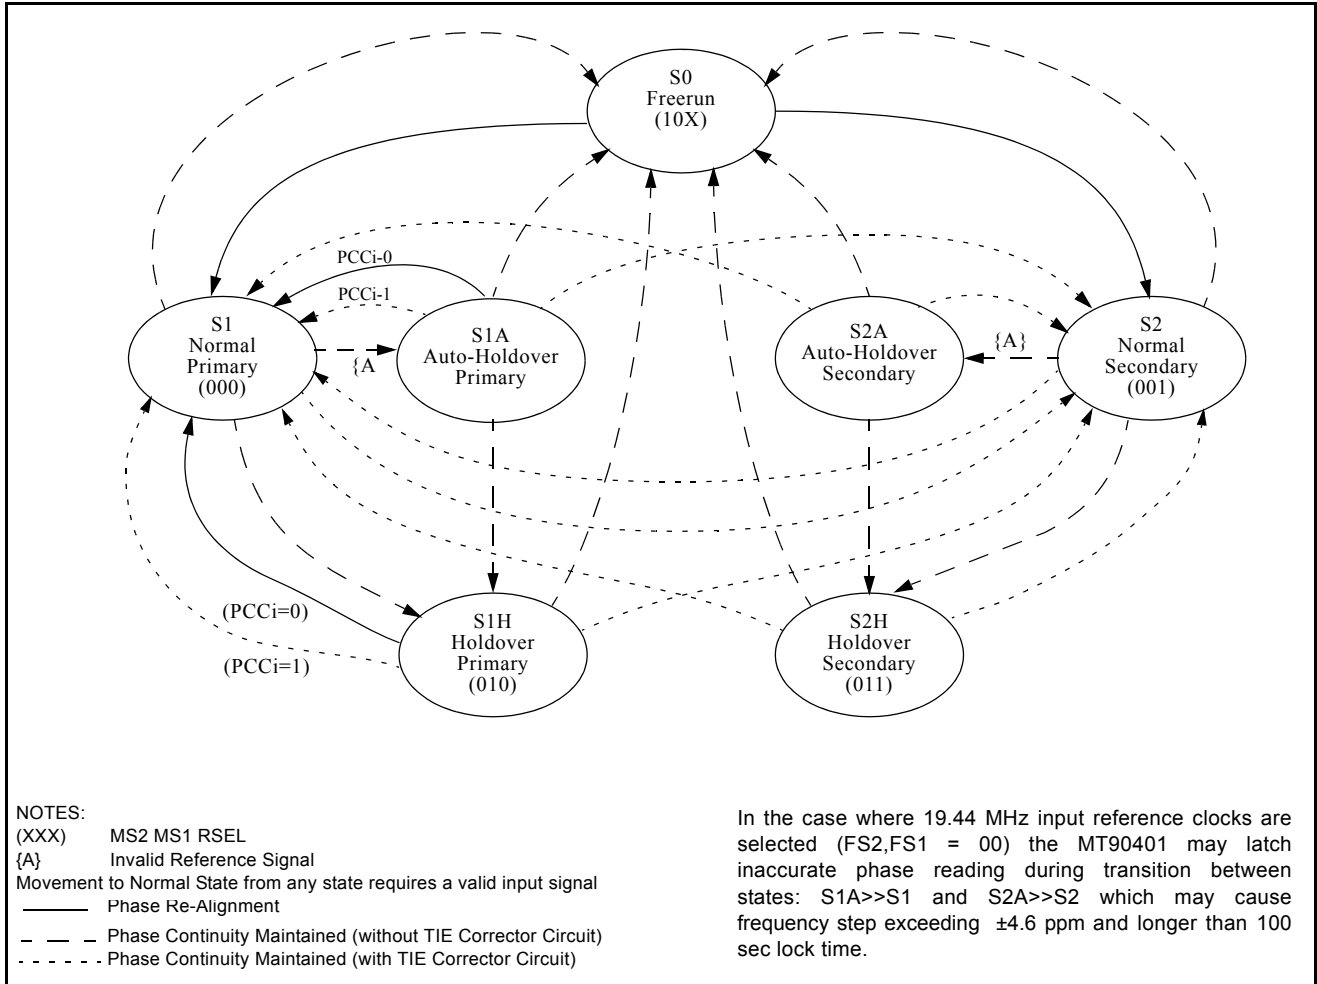 S0
Freerun
(10X)
PCCi-0
PCCi-1
S1
Normal
Primary
(000)
{A
S1A
Auto-Holdover
Primary
S2A
Auto-Holdover
Secondary
{A}
S2
Normal
Secondary
(001)
(PCCi=0)
(PCCi=1)
S1H
Holdover
Primary
(010)
S2H
Holdover
Secondary
(011)
NOTES:
(XXX) MS2 MS1 RSEL
{A} Invalid Reference Signal
Movement to Normal State from any state requires a valid input signal
Phase Re-Alignment
Phase Continuity Maintained (without TIE Corrector Circuit)
Phase Continuity Maintained (with TIE Corrector Circuit)
In the case where 19.44 MHz input reference clocks are
selected (FS2,FS1 = 00) the MT90401 may latch
inaccurate phase reading during transition between
states: S1A>>S1 and S2A>>S2 which may cause
frequency step exceeding ±4.6 ppm and longer than 100
sec lock time.